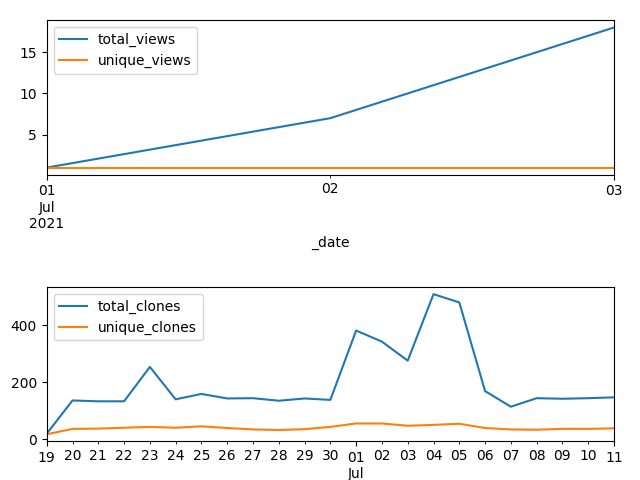 total_views
unique_views
15
10
5
01 02 03
Jul
2021
_date
total_clones
unique_clones
400
200
0
19 20 21 22 23 24 25 26 27 28 29 30 01 02 03 04 05 06 07 08 09 10 11
Jul